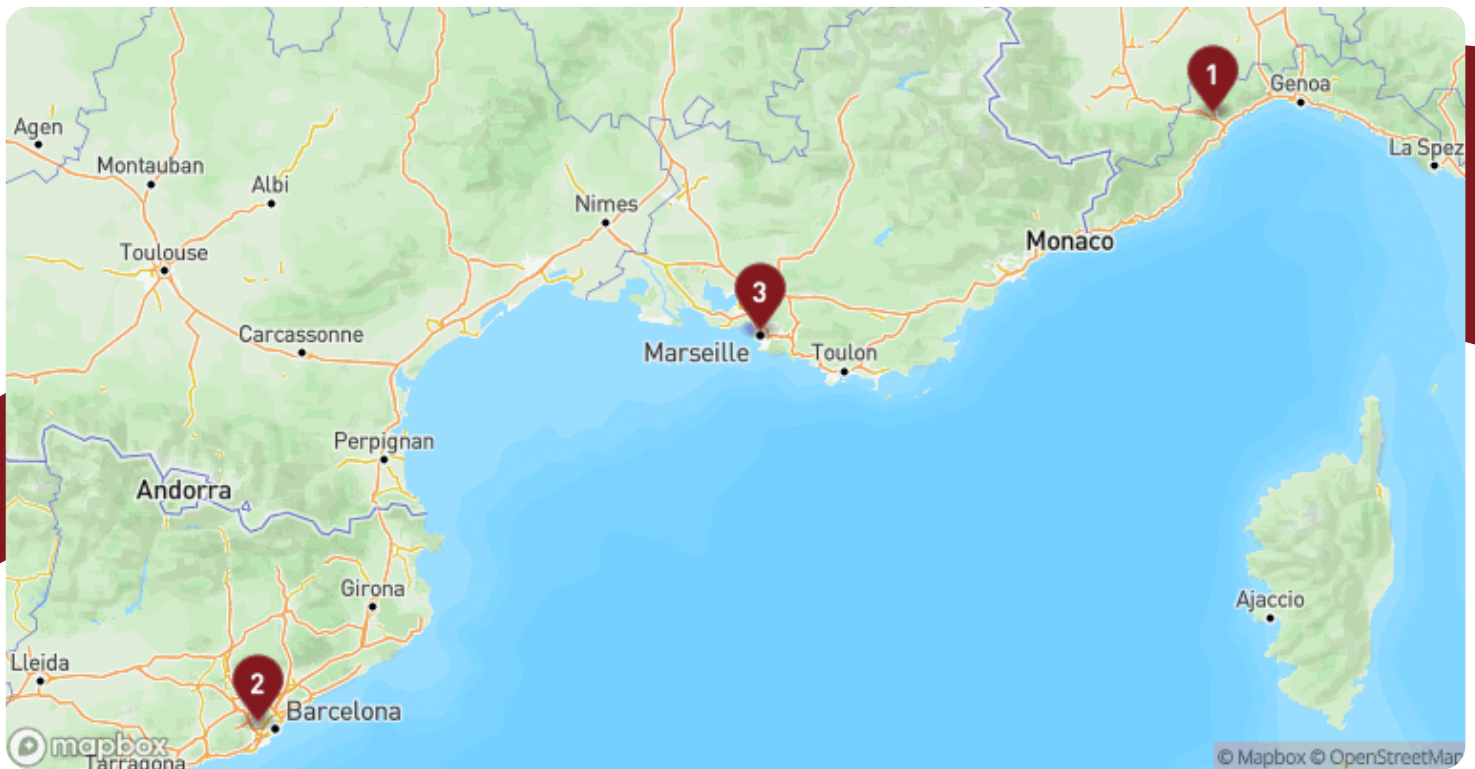 1
Genoa
Agen
La Spez
Montauban
Albi
Nimes
Toulouse
Monaco
3
Carcassonne
Marseille
Toulon
Perpignan
Andorra
Girona
Ajaccio
Lleida
2
Barcelona
mapbox
Tarragona
© Mapbox © OpenStreetMap